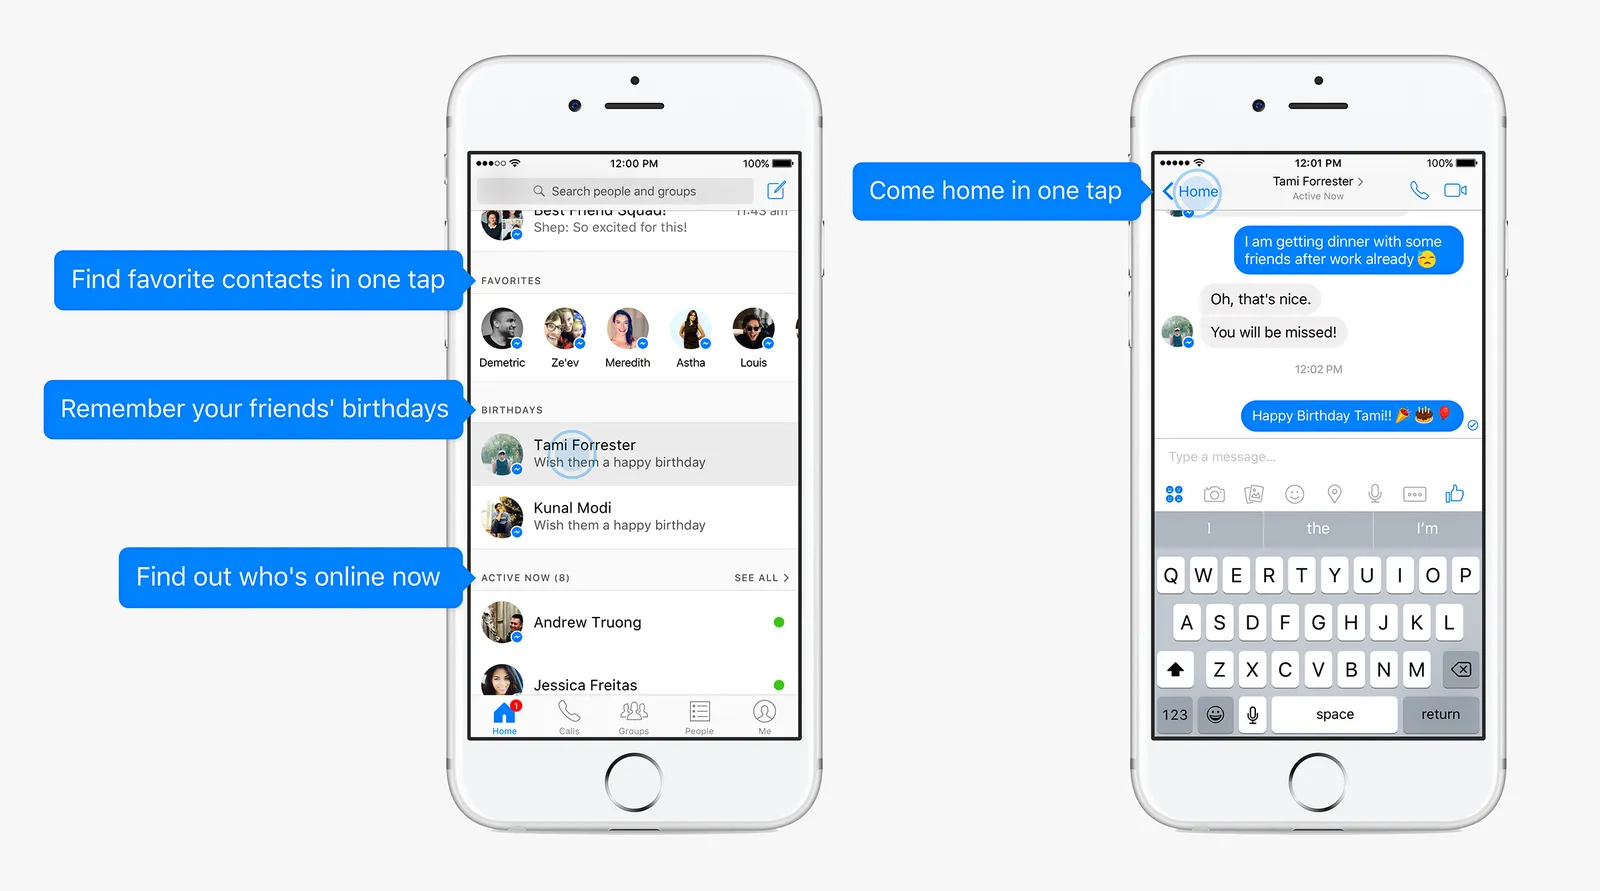 12:00 PM
100%
Search people and groups
Best Friend Squad!
11:43 am
Shep: So excited for this!
Find favorite contacts in one tap
FAVORITES
Demetric
Ze'ev
Meredith
Astha
Louis
Remember your friends' birthdays
BIRTHDAYS
Tami Forrester
Wish them a happy birthday
Kunal Modi
Wish them a happy birthday
Find out who's online now
ACTIVE NOW (8)
SEE ALL
Andrew Truong
Jessica Freitas
1
Home
Calls
Groups
People
Me
12:01 PM
100%
Come home in one tap
Home
Tami Forrester
Active Now
I am getting dinner with some
friends after work already 😒
Oh, that's nice.
You will be missed!
12:02 PM
Happy Birthday Tami!! 🎉🎂🎈
Type a message...
I
the
I'm
Q W E R T Y U I O P
A S D F G H J K L
Z X C V B N M
123
space
return